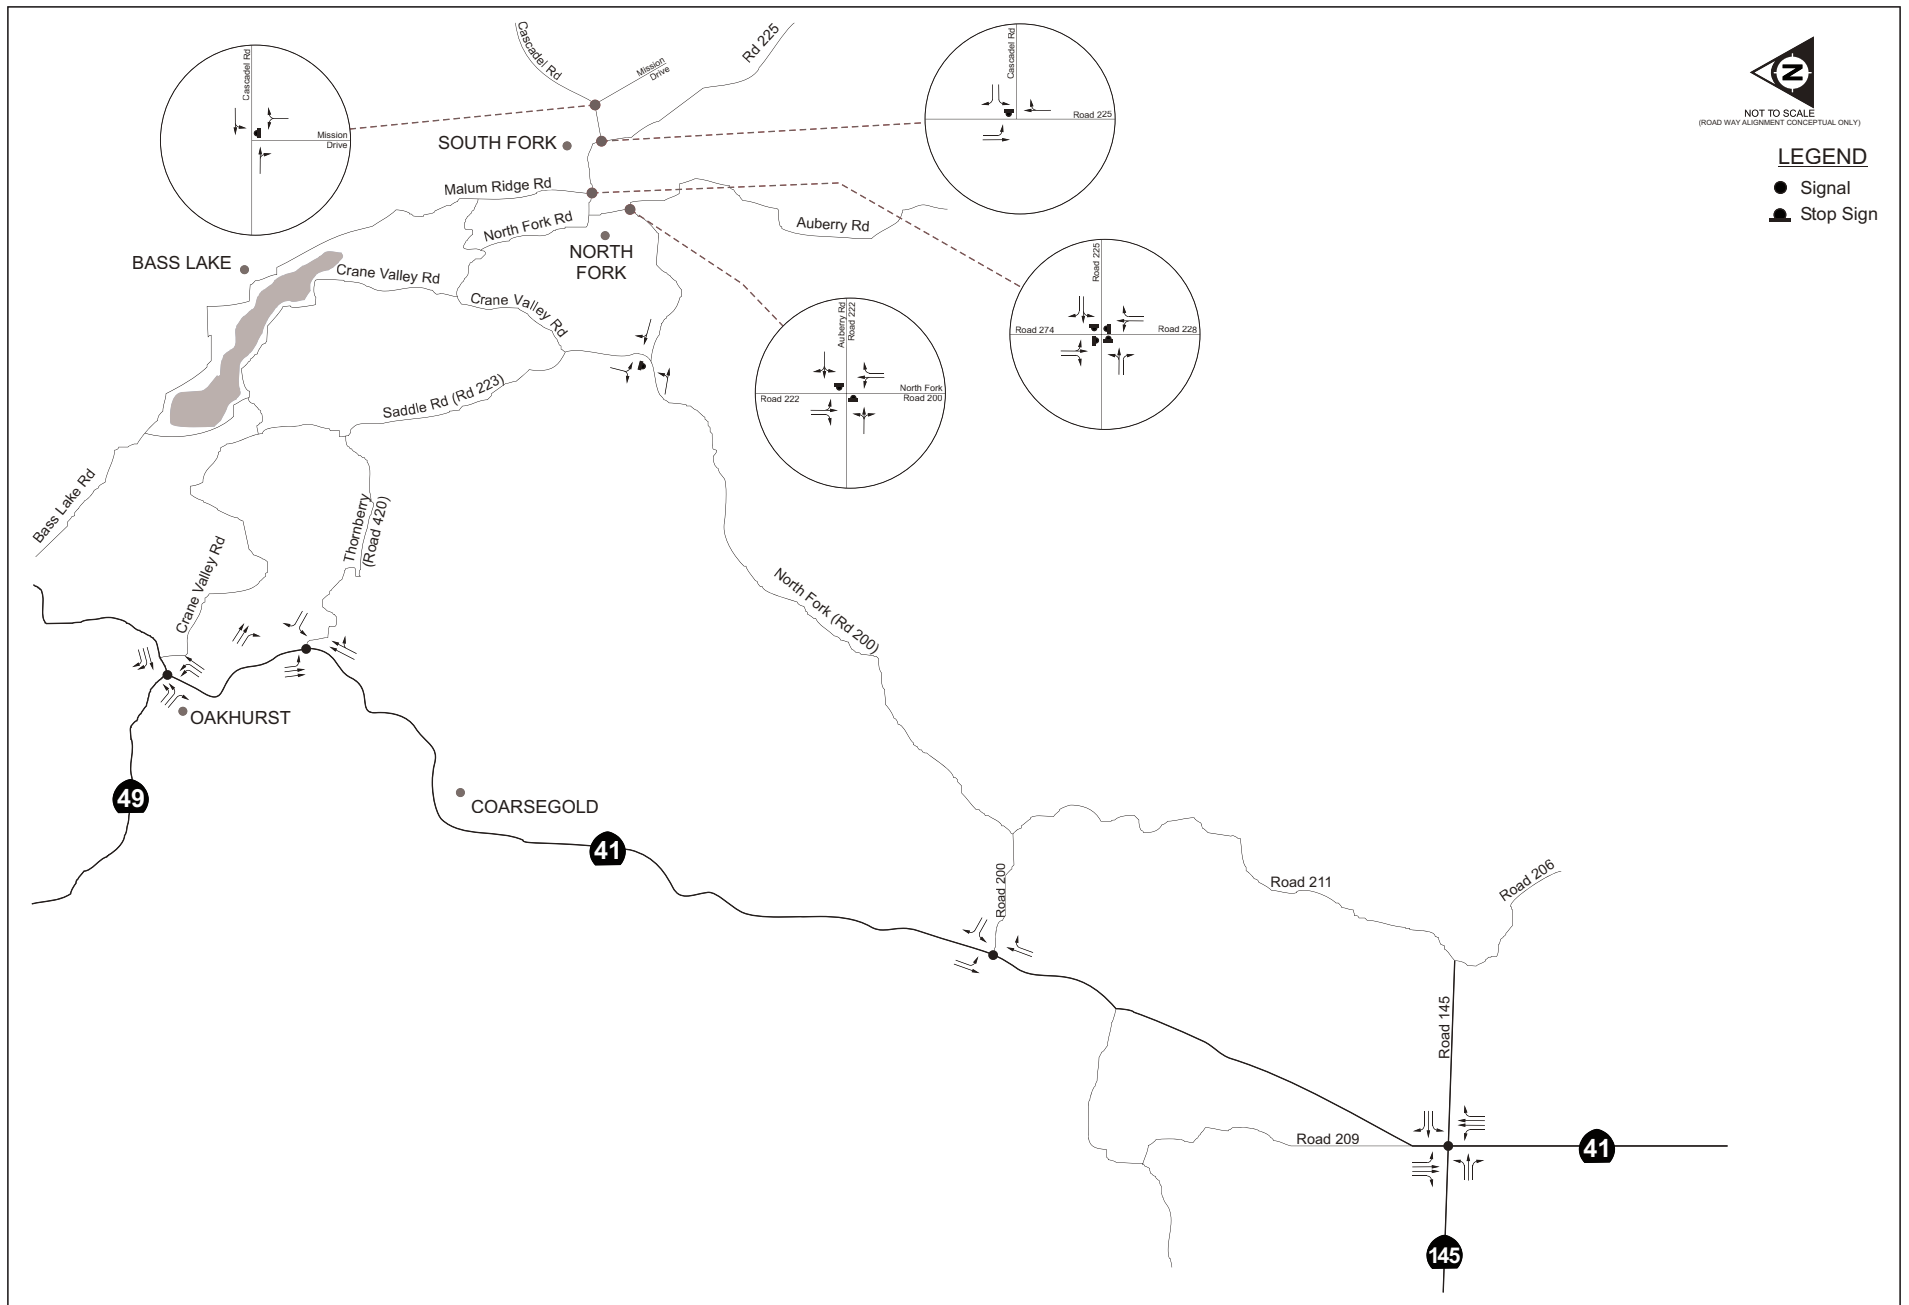 Cascadel Rd
Mission
Drive
Cascadel Rd
Mission
Drive
Rd 225
Cascadel Rd
Road 225
N
NOT TO SCALE
(ROAD WAY ALIGNMENT CONCEPTUAL ONLY)
LEGEND
Signal
Stop Sign
SOUTH FORK
Malum Ridge Rd
North Fork Rd
NORTH
FORK
Auberry Rd
BASS LAKE
Crane Valley Rd
Crane Valley Rd
Road 225
Road 274
Road 228
Auberry Rd
Road 222
Road 222
North Fork
Road 200
Saddle Rd (Rd 223)
Bass Lake Rd
Thornberry
(Road 420)
Crane Valley Rd
North Fork (Rd 200)
OAKHURST
49
COARSEGOLD
41
Road 200
Road 211
Road 206
Road 145
Road 209
41
145